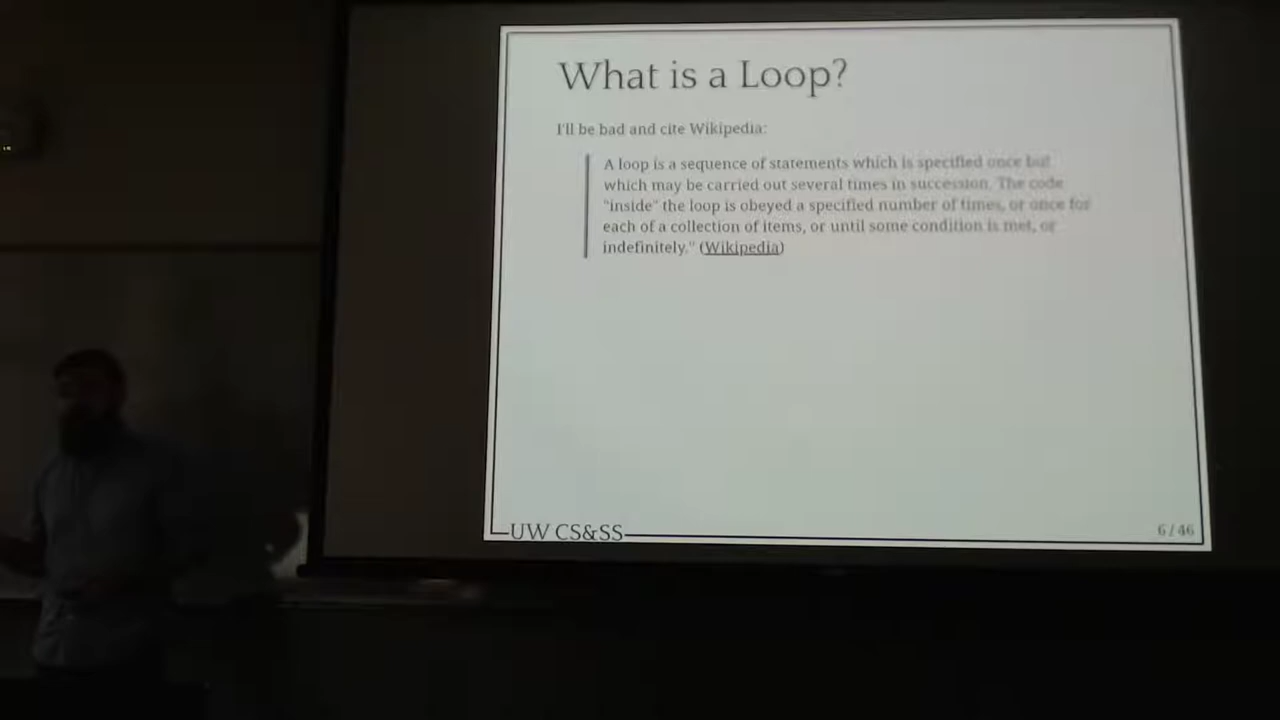 What is a Loop?
I'll be bad and cite Wikipedia:
A loop is a sequence of statements which is specified once but
which may be carried out several times in succession. The code
"inside" the loop is obeyed a specified number of times, or once for
each of a collection of items, or until some condition is met, or
indefinitely." (Wikipedia)
UW CS&SS
6 / 46